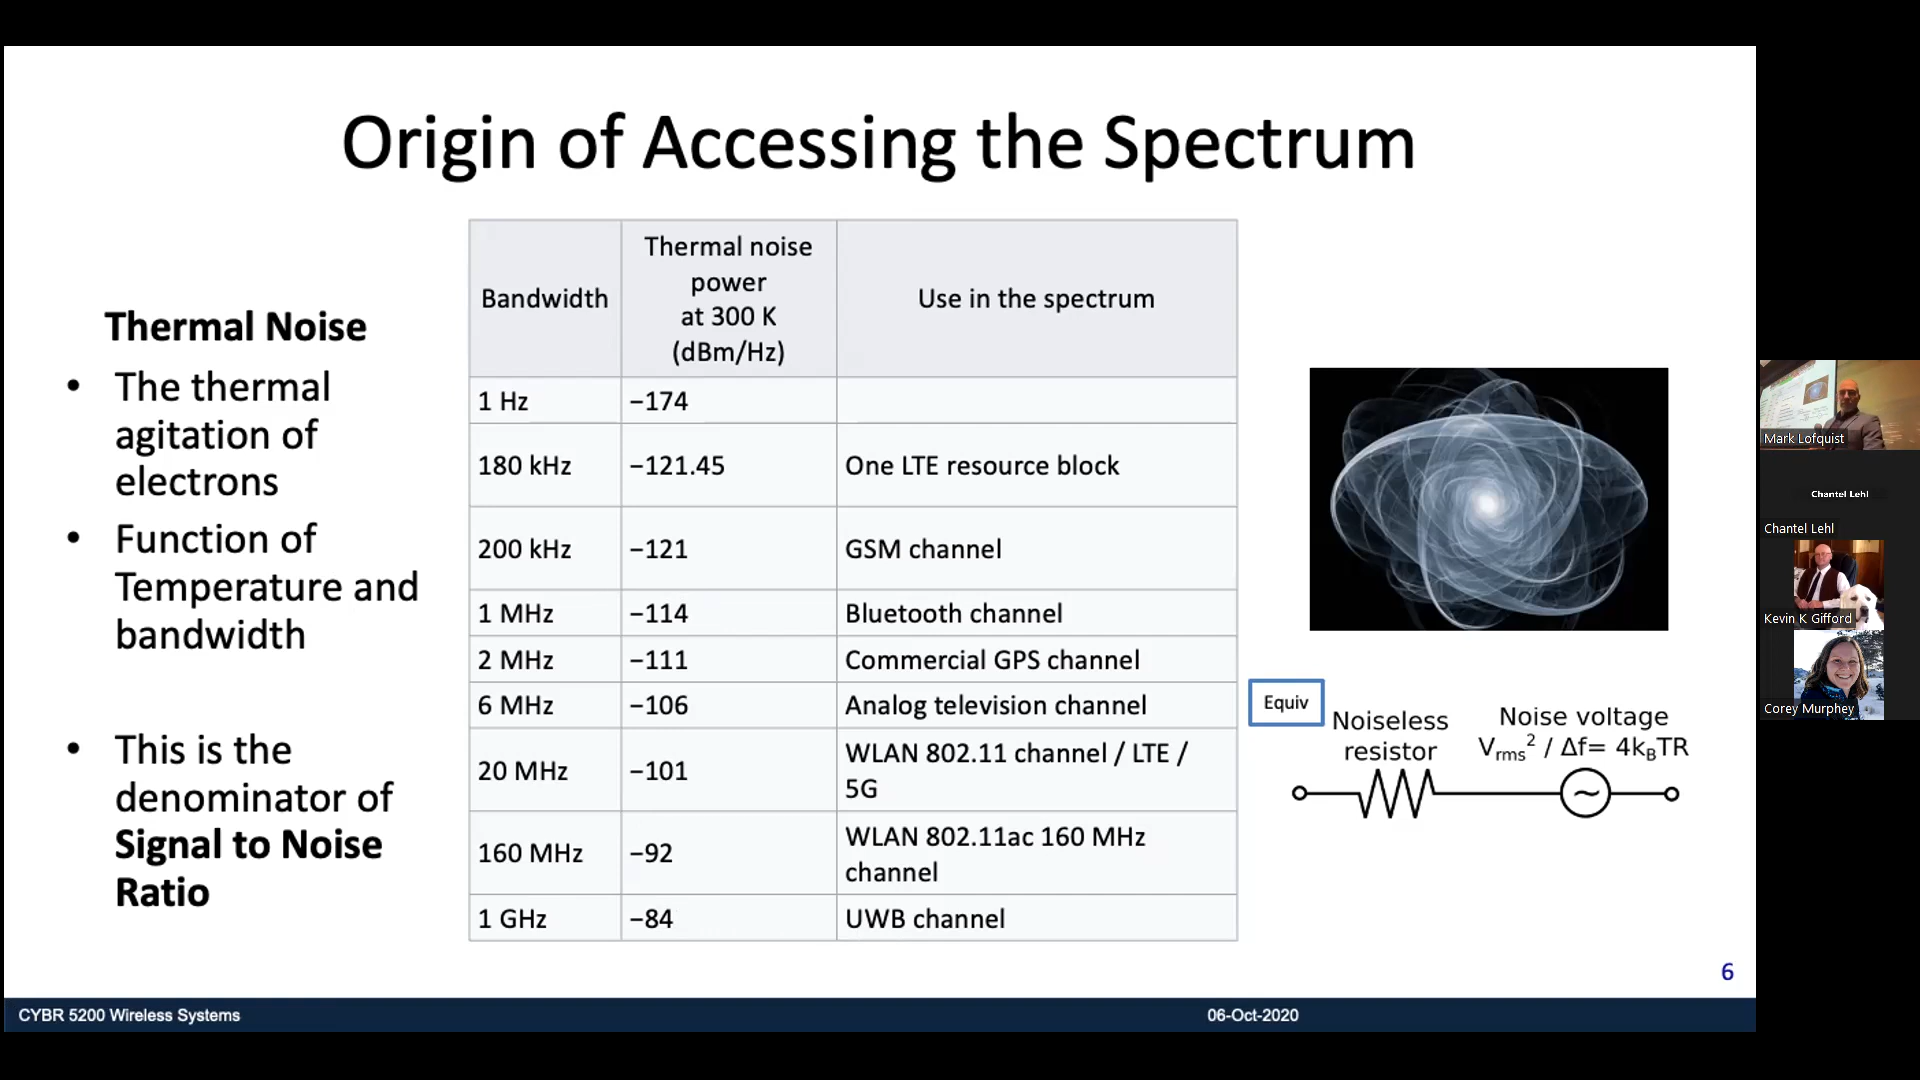 Origin of Accessing the Spectrum
Thermal Noise
• The thermal
agitation of
electrons
• Function of
Temperature and
bandwidth
• This is the
denominator of
Signal to Noise
Ratio
Bandwidth
Thermal noise
power
at 300 K
(dBm/Hz)
Use in the spectrum
1 Hz −174
180 kHz −121.45 One LTE resource block
200 kHz −121 GSM channel
1 MHz −114 Bluetooth channel
2 MHz −111 Commercial GPS channel
6 MHz −106 Analog television channel
20 MHz −101 WLAN 802.11 channel / LTE /
5G
160 MHz −92 WLAN 802.11ac 160 MHz
channel
1 GHz −84 UWB channel
Equiv
Noiseless
resistor
Noise voltage
Vrms² / Δf= 4kBTR
6
CYBR 5200 Wireless Systems
06-Oct-2020
Mark Lofquist
Chantel Lehl
Chantel Lehl
Kevin K Gifford
Corey Murphey